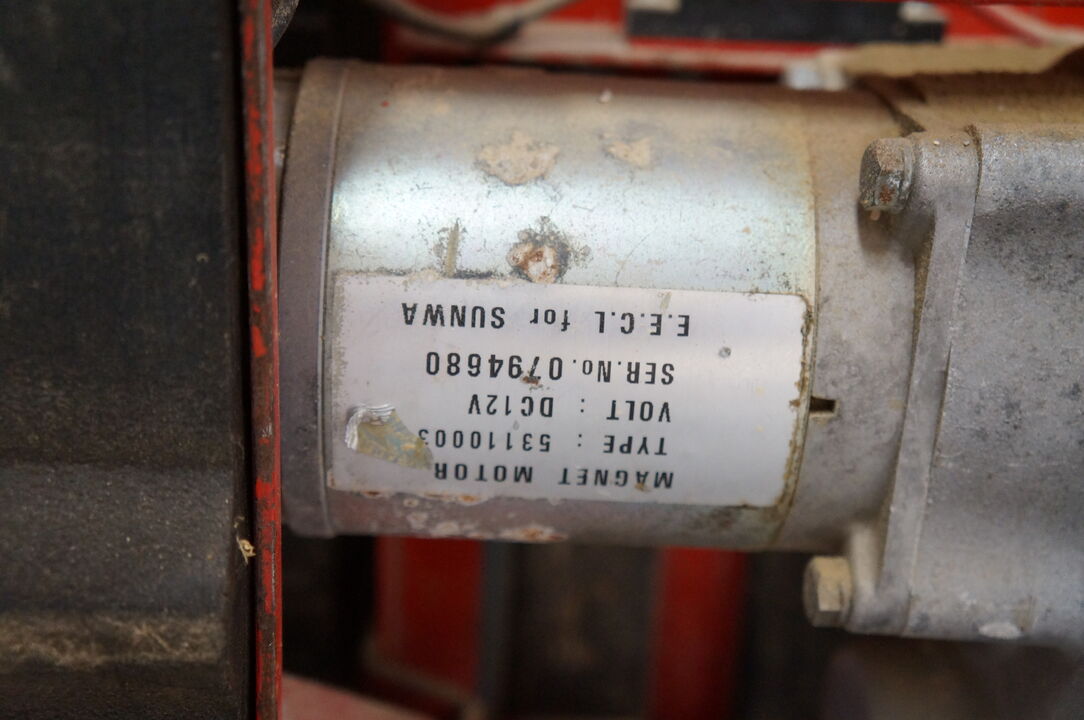 MAGNET MOTOR
TYPE : 53110003
VOLT : DC12V
SER.No.0794680
E.E.C.L for SUNWA